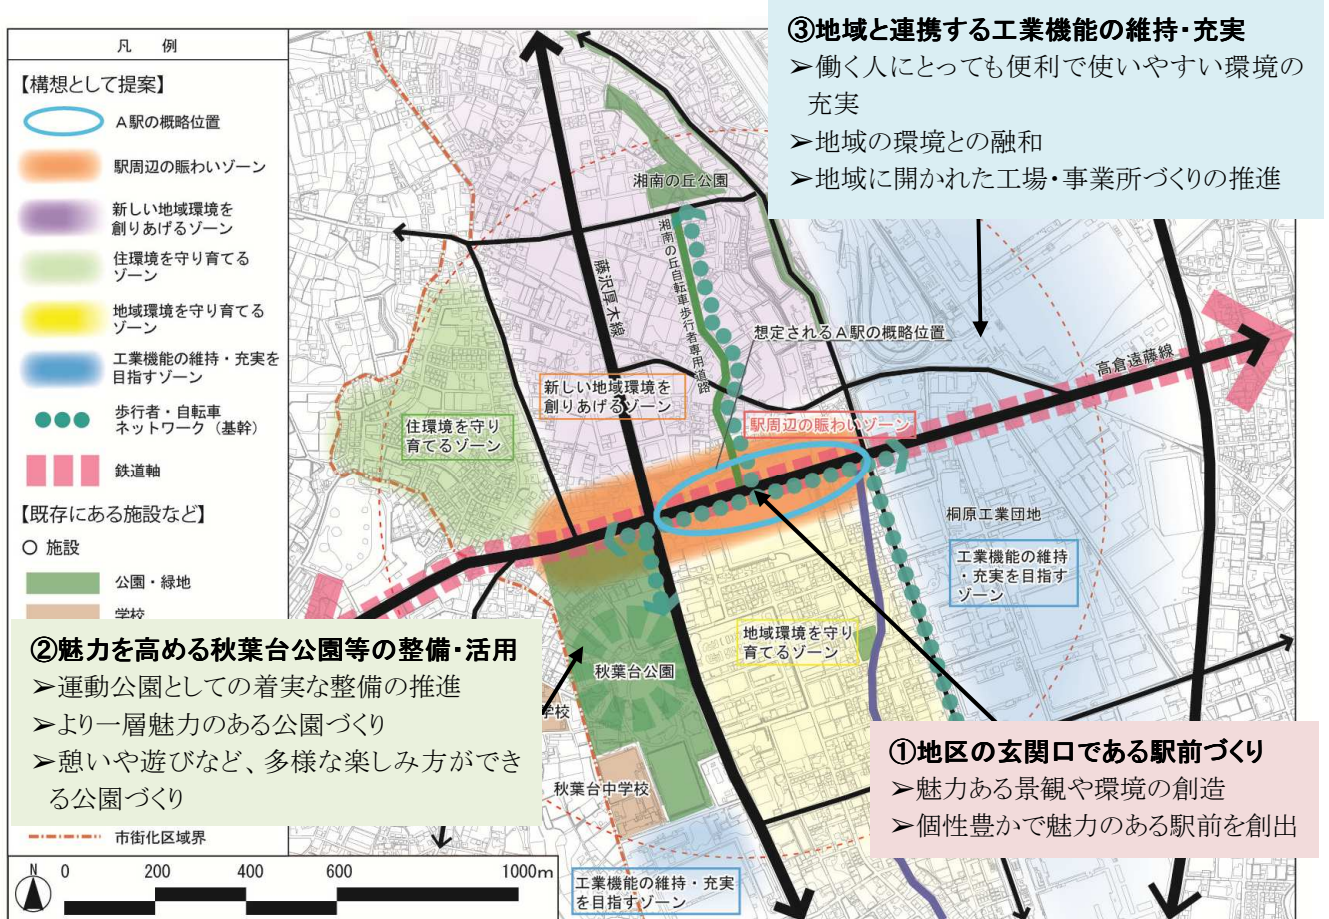 凡　例
【構想として提案】
A駅の概略位置
駅周辺の賑わいゾーン
新しい地域環境を
創りあげるゾーン
住環境を守り育てる
ゾーン
地域環境を守り育てる
ゾーン
工業機能の維持・充実を
目指すゾーン
歩行者・自転車
ネットワーク（基幹）
鉄道軸
【既存にある施設など】
施設
公園・緑地
学校
市街化区域界
N 0 200 400 600 1000m
③地域と連携する工業機能の維持・充実
➢働く人にとっても便利で使いやすい環境の
充実
➢地域の環境との融和
➢地域に開かれた工場・事業所づくりの推進
湘南の丘公園
湘南の丘自転車歩行者専用道路
藤沢厚木線
想定されるA駅の概略位置
高倉遠藤線
新しい地域環境を
創りあげるゾーン
住環境を守り
育てるゾーン
駅周辺の賑わいゾーン
桐原工業団地
工業機能の維持
・充実を目指す
ゾーン
地域環境を守り
育てるゾーン
秋葉台公園
学校
秋葉台中学校
工業機能の維持・充実
を目指すゾーン
②魅力を高める秋葉台公園等の整備・活用
➢運動公園としての着実な整備の推進
➢より一層魅力のある公園づくり
➢憩いや遊びなど、多様な楽しみ方ができ
る公園づくり
①地区の玄関口である駅前づくり
➢魅力ある景観や環境の創造
➢個性豊かで魅力のある駅前を創出